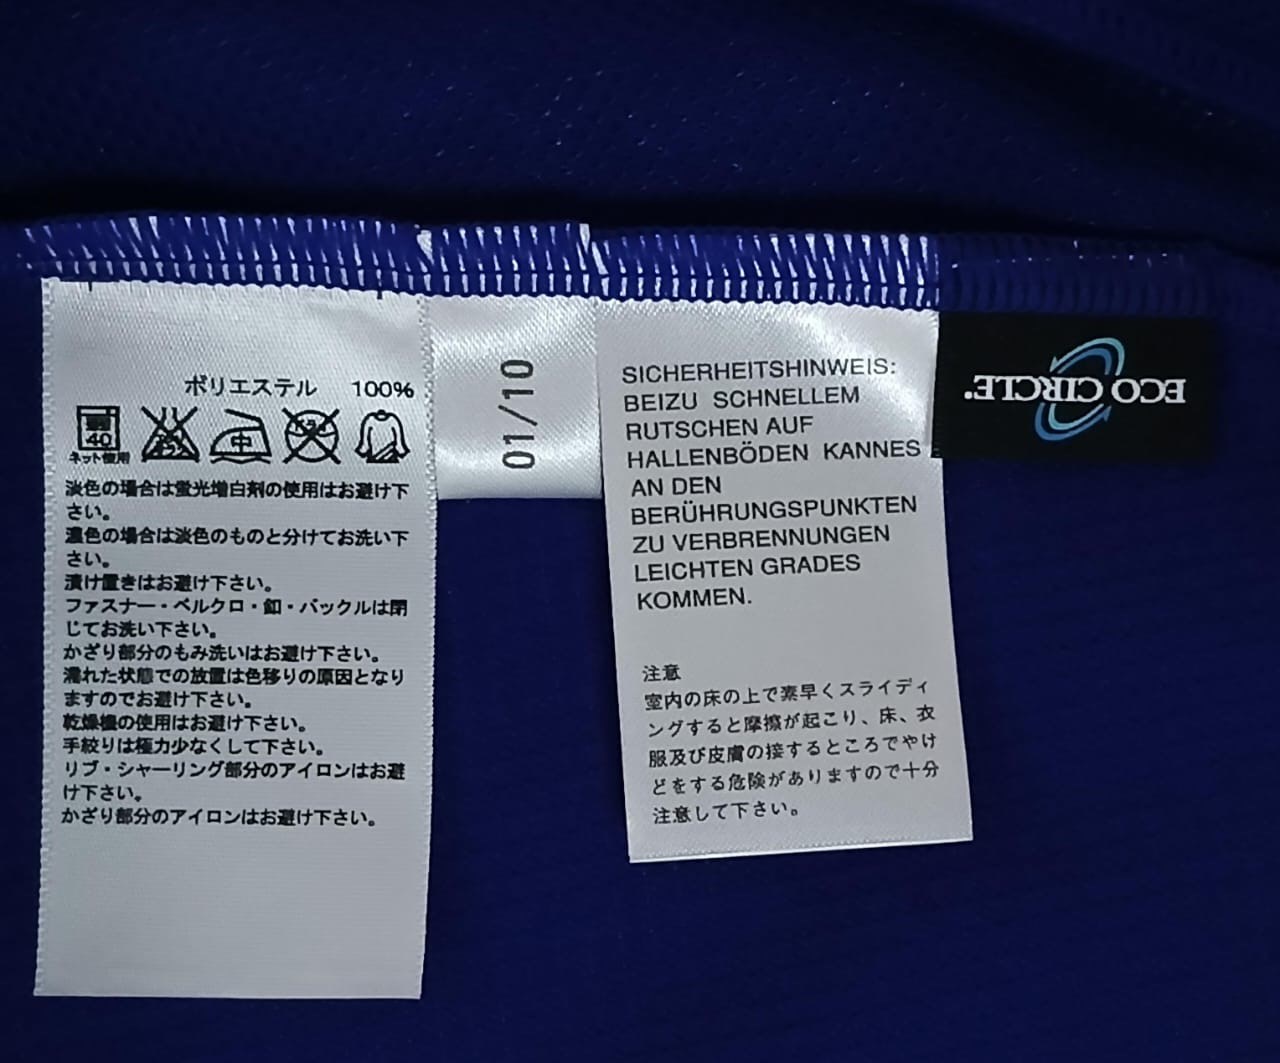 ポリエステル 100%
40
ネット使用
エンソ
サラシ
中
ドライ
淡色の場合は蛍光増白剤の使用はお避け下
さい。
濃色の場合は淡色のものと分けてお洗い下
さい。
漬け置きはお避け下さい。
ファスナー・ベルクロ・釦・バックルは閉
じてお洗い下さい。
かざり部分のもみ洗いはお避け下さい。
濡れた状態での放置は色移りの原因となり
ますのでお避け下さい。
乾燥機の使用はお避け下さい。
手絞りは極力少なくして下さい。
リブ・シャーリング部分のアイロンはお避
け下さい。
かざり部分のアイロンはお避け下さい。
01/10
SICHERHEITSHINWEIS:
BEIZU SCHNELLEM
RUTSCHEN AUF
HALLENBÖDEN KANNES
AN DEN
BERÜHRUNGSPUNKTEN
ZU VERBRENNUNGEN
LEICHTEN GRADES
KOMMEN.
注意
室内の床の上で素早くスライディ
ングすると摩擦が起こり、床、衣
服及び皮膚の接するところでやけ
どをする危険がありますので十分
注意して下さい。
ECO CIRCLE.